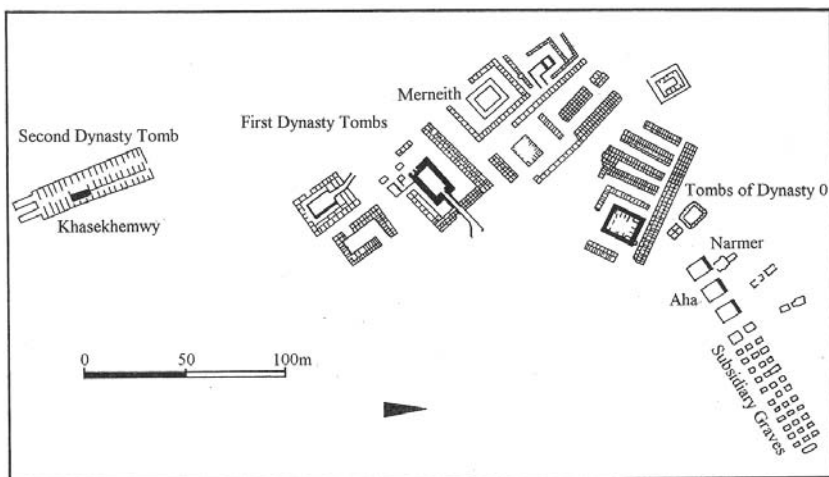 Merneith
First Dynasty Tombs
Second Dynasty Tomb
Khasekhemwy
Tombs of Dynasty 0
Narmer
Aha
Subsidiary Graves
0
50
100m